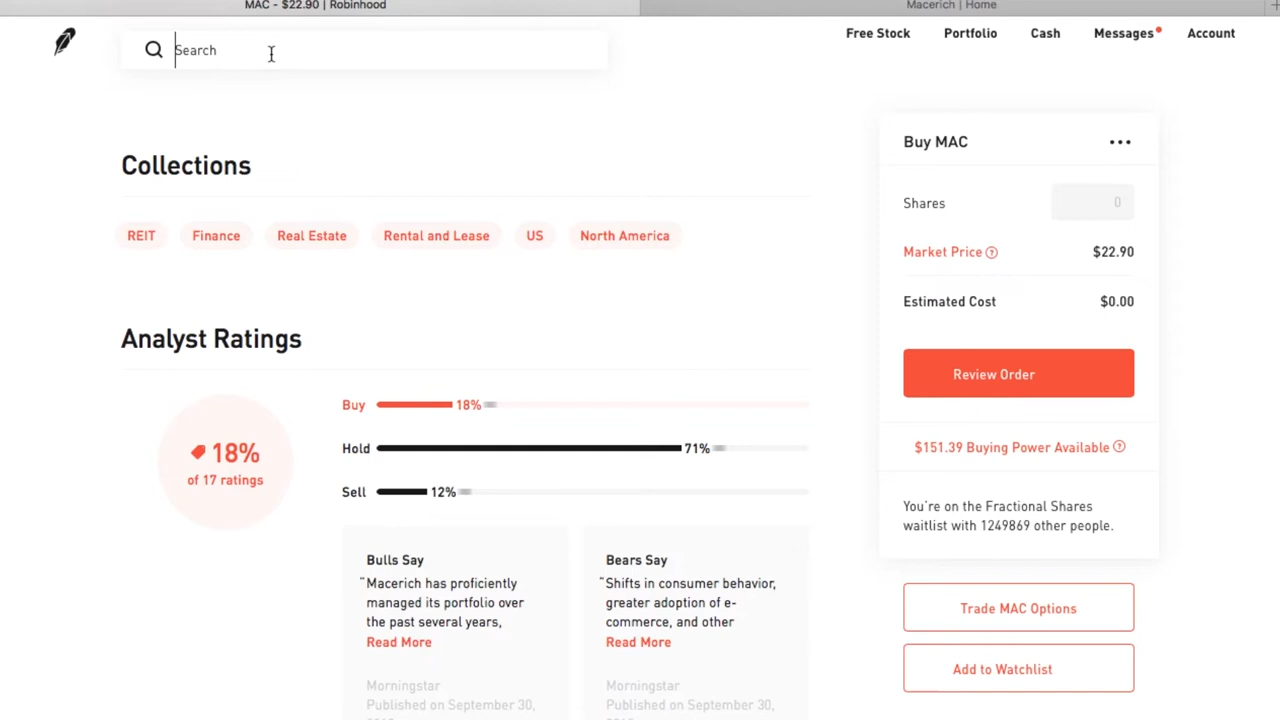 MAC - $22.90 | Robinhood
Macerich | Home
Search
Free Stock
Portfolio
Cash
Messages
Account
Collections
REIT
Finance
Real Estate
Rental and Lease
US
North America
Analyst Ratings
18%
of 17 ratings
Buy 18%
Hold 71%
Sell 12%
Bulls Say
"Macerich has proficiently
managed its portfolio over
the past several years,
Read More
Morningstar
Published on September 30,
Bears Say
"Shifts in consumer behavior,
greater adoption of e-
commerce, and other
Read More
Morningstar
Published on September 30,
Buy MAC
Shares 0
Market Price $22.90
Estimated Cost $0.00
Review Order
$151.39 Buying Power Available
You're on the Fractional Shares
waitlist with 1249869 other people.
Trade MAC Options
Add to Watchlist